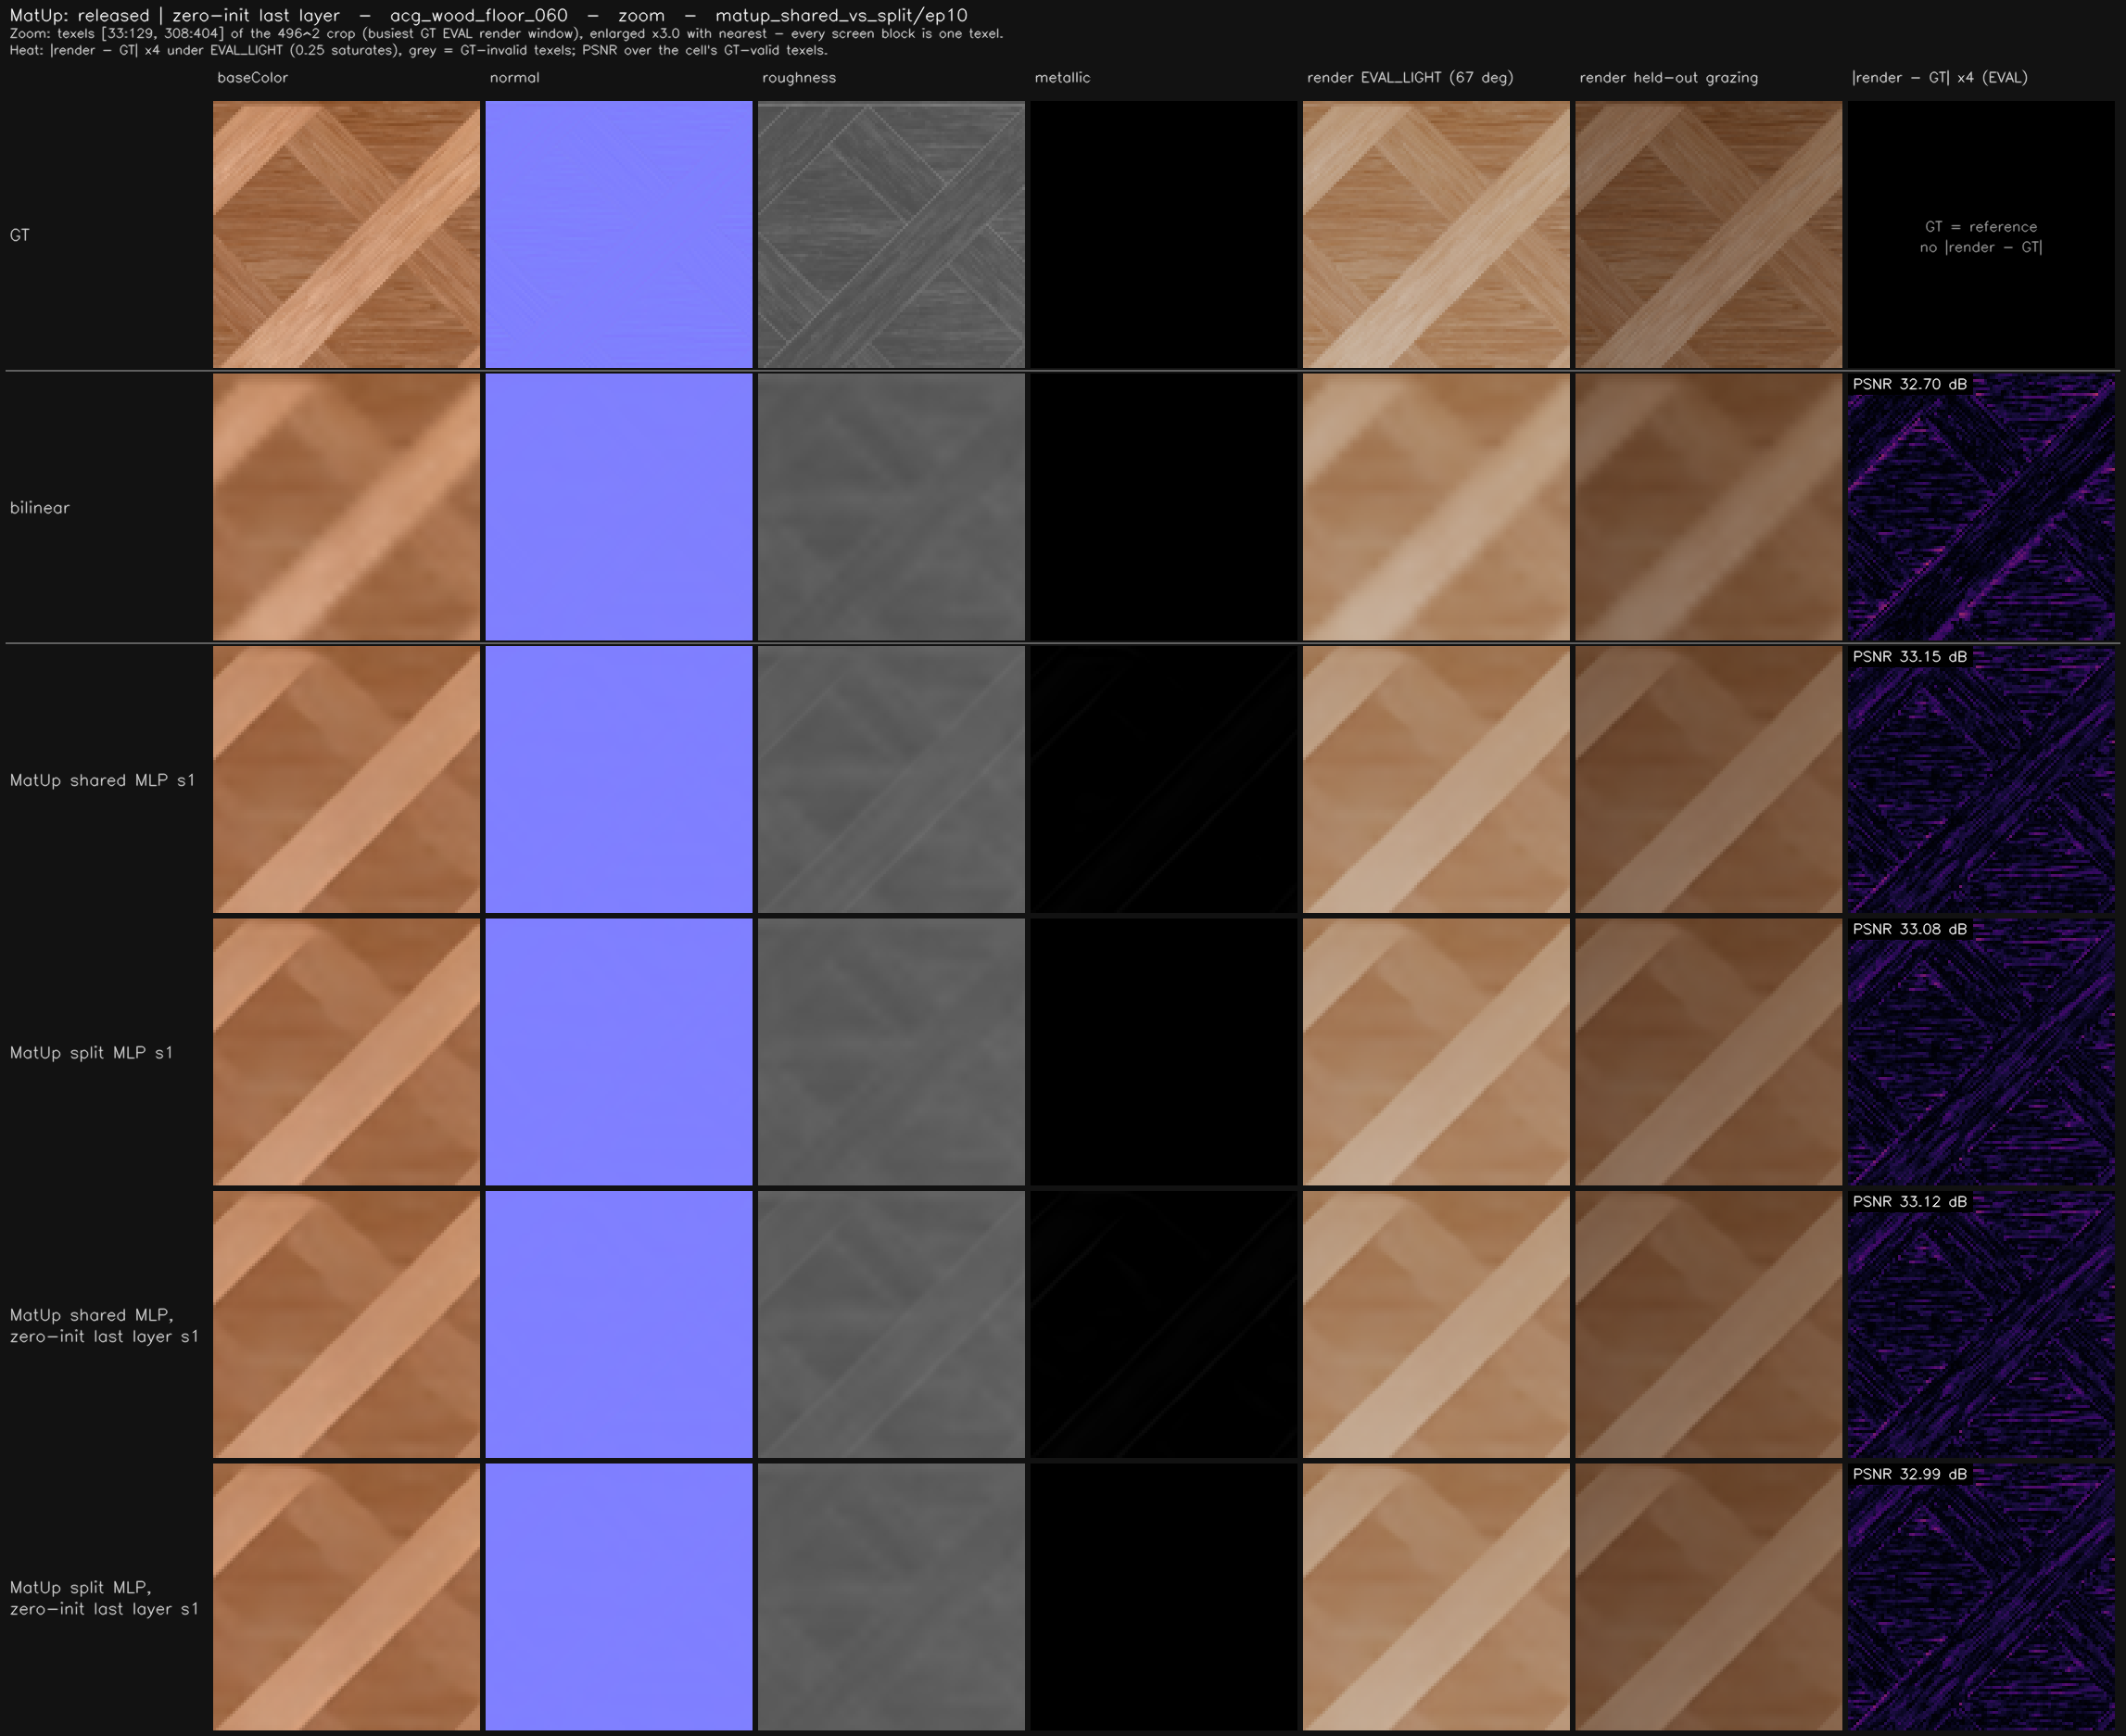 MatUp: released | zero-init last layer — acg_wood_floor_060 — zoom — matup_shared_vs_split/ep10
Zoom: texels [33:129, 308:404] of the 496^2 crop (busiest GT EVAL render window), enlarged x3.0 with nearest — every screen block is one texel.
Heat: |render — GT| x4 under EVAL_LIGHT (0.25 saturates), grey = GT-invalid texels; PSNR over the cell's GT-valid texels.
baseColor normal roughness metallic render EVAL_LIGHT (67 deg) render held-out grazing |render — GT| x4 (EVAL)
GT
GT = reference
no |render — GT|
bilinear
PSNR 32.70 dB
MatUp shared MLP s1
PSNR 33.15 dB
MatUp split MLP s1
PSNR 33.08 dB
MatUp shared MLP,
zero-init last layer s1
PSNR 33.12 dB
MatUp split MLP,
zero-init last layer s1
PSNR 32.99 dB